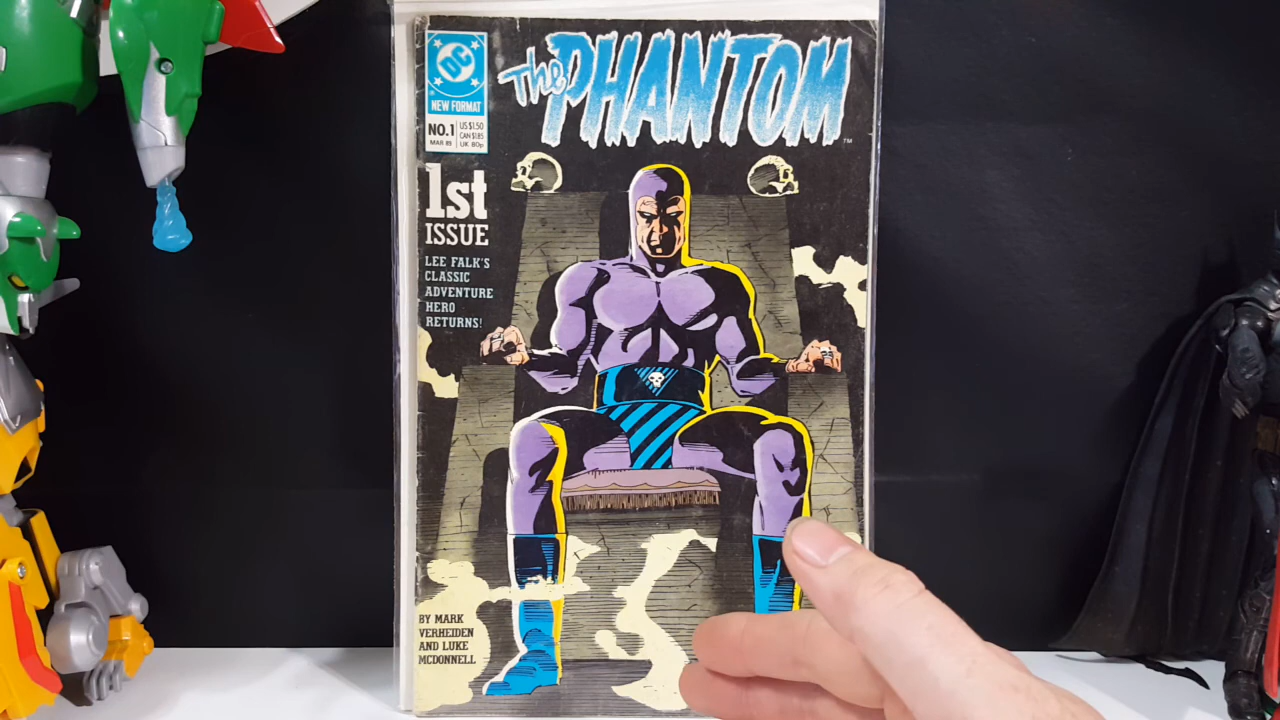 DC
NEW FORMAT
NO. 1
MAR 89
US $1.50
CAN $1.85
UK 80p
The PHANTOM
TM
1st
ISSUE
LEE FALK'S
CLASSIC
ADVENTURE
HERO
RETURNS!
BY MARK
VERHEIDEN
AND LUKE
MCDONNELL